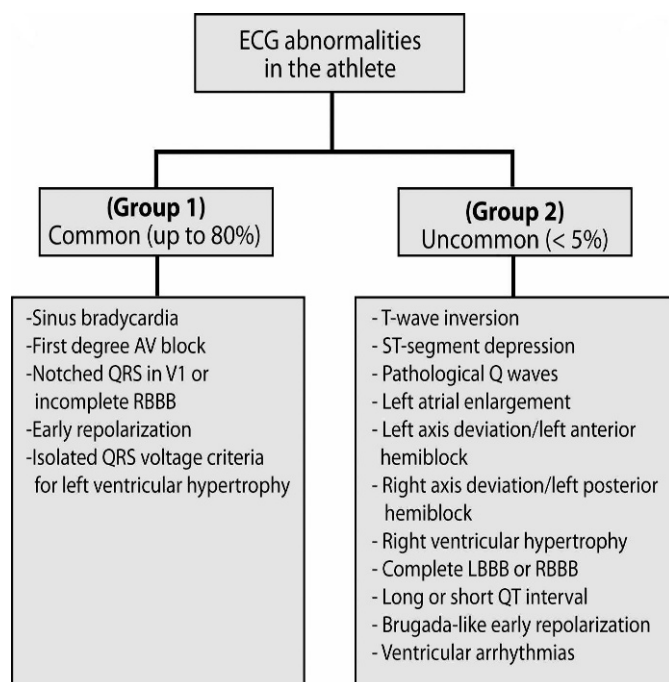 ECG abnormalities
in the athlete
(Group 1)
Common (up to 80%)
(Group 2)
Uncommon (< 5%)
-Sinus bradycardia
-First degree AV block
-Notched QRS in V1 or
incomplete RBBB
-Early repolarization
-Isolated QRS voltage criteria
for left ventricular hypertrophy
- T-wave inversion
- ST-segment depression
- Pathological Q waves
- Left atrial enlargement
- Left axis deviation/left anterior
hemiblock
- Right axis deviation/left posterior
hemiblock
- Right ventricular hypertrophy
- Complete LBBB or RBBB
- Long or short QT interval
- Brugada-like early repolarization
- Ventricular arrhythmias